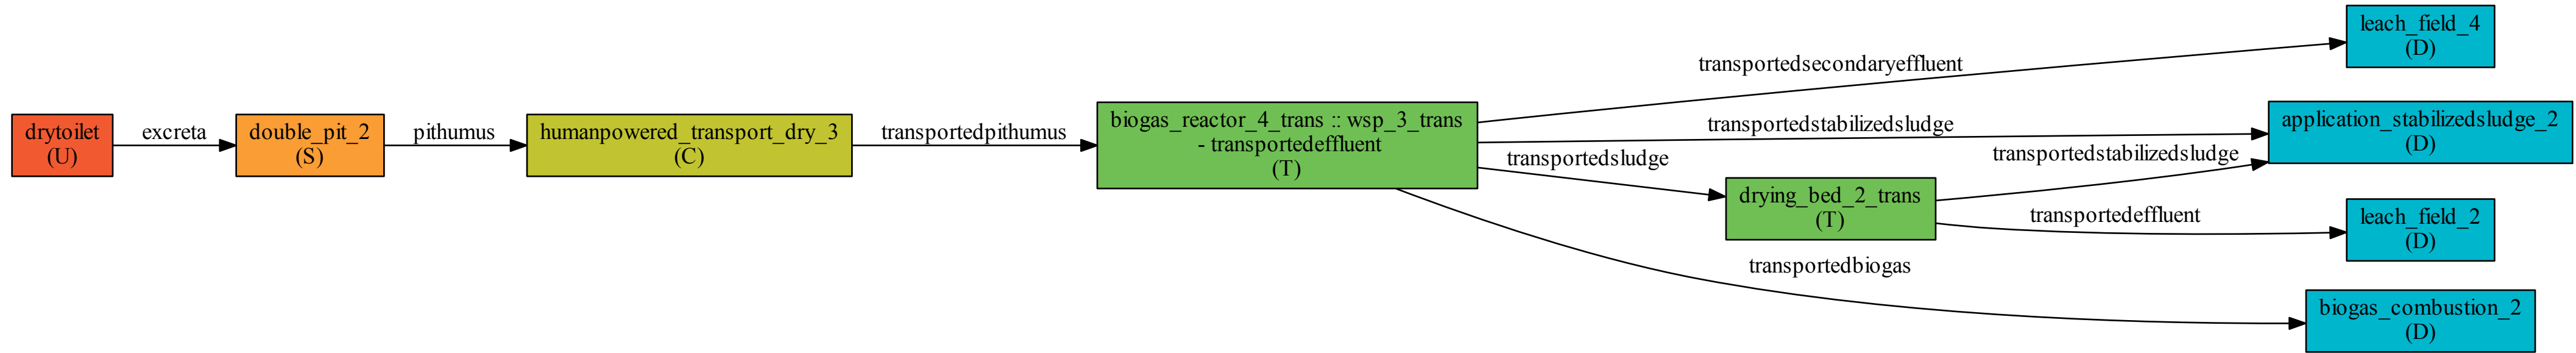 drytoilet
(U)
excreta
double_pit_2
(S)
pithumus
humanpowered_transport_dry_3
(C)
transportedpithumus
biogas_reactor_4_trans :: wsp_3_trans
- transportedeffluent
(T)
transportedsecondaryeffluent
transportedstabilizedsludge
transportedsludge
transportedbiogas
drying_bed_2_trans
(T)
transportedstabilizedsludge
transportedeffluent
leach_field_4
(D)
application_stabilizedsludge_2
(D)
leach_field_2
(D)
biogas_combustion_2
(D)